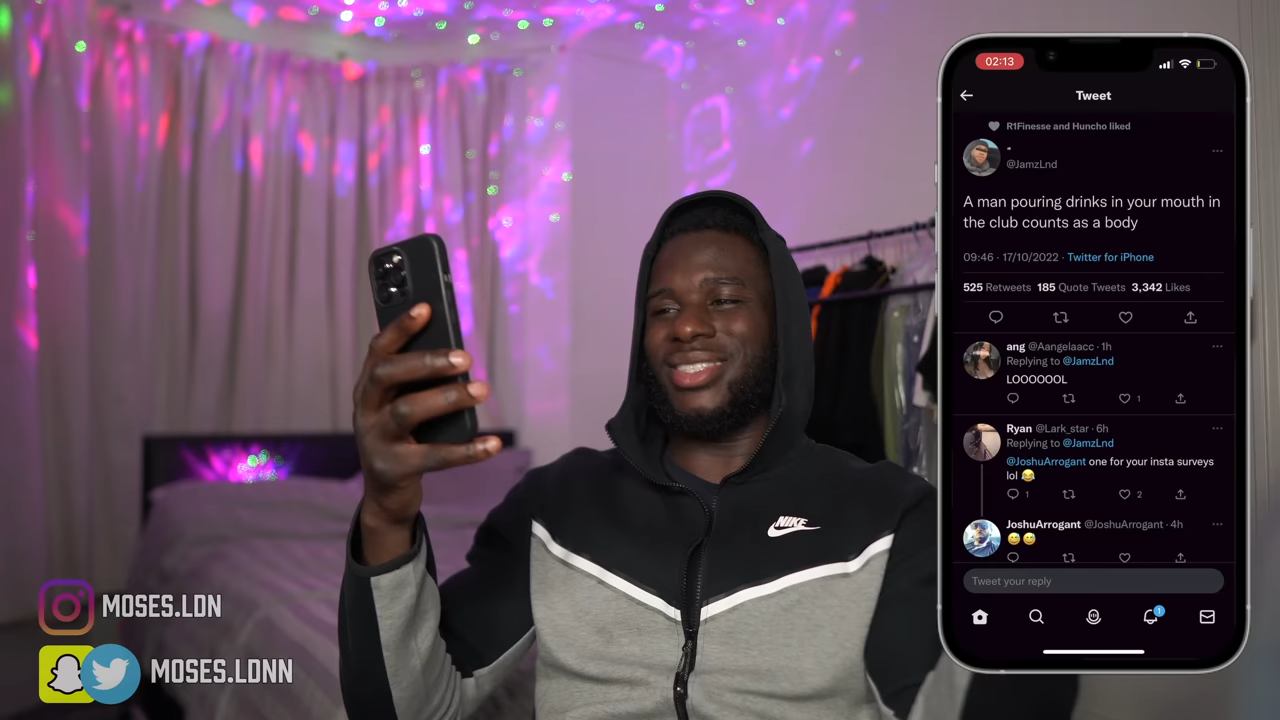 02:13
Tweet
R1Finesse and Huncho liked
@JamzLnd
A man pouring drinks in your mouth in
the club counts as a body
09:46 · 17/10/2022 · Twitter for iPhone
525 Retweets 185 Quote Tweets 3,342 Likes
ang @Aangelaacc · 1h
Replying to @JamzLnd
LOOOOOOL
1
Ryan @Lark_star · 6h
Replying to @JamzLnd
@JoshuArrogant one for your insta surveys
lol 😂
1 2
JoshuArrogant @JoshuArrogant · 4h
😅😅
Tweet your reply
1
NIKE
MOSES.LDN
MOSES.LDNN